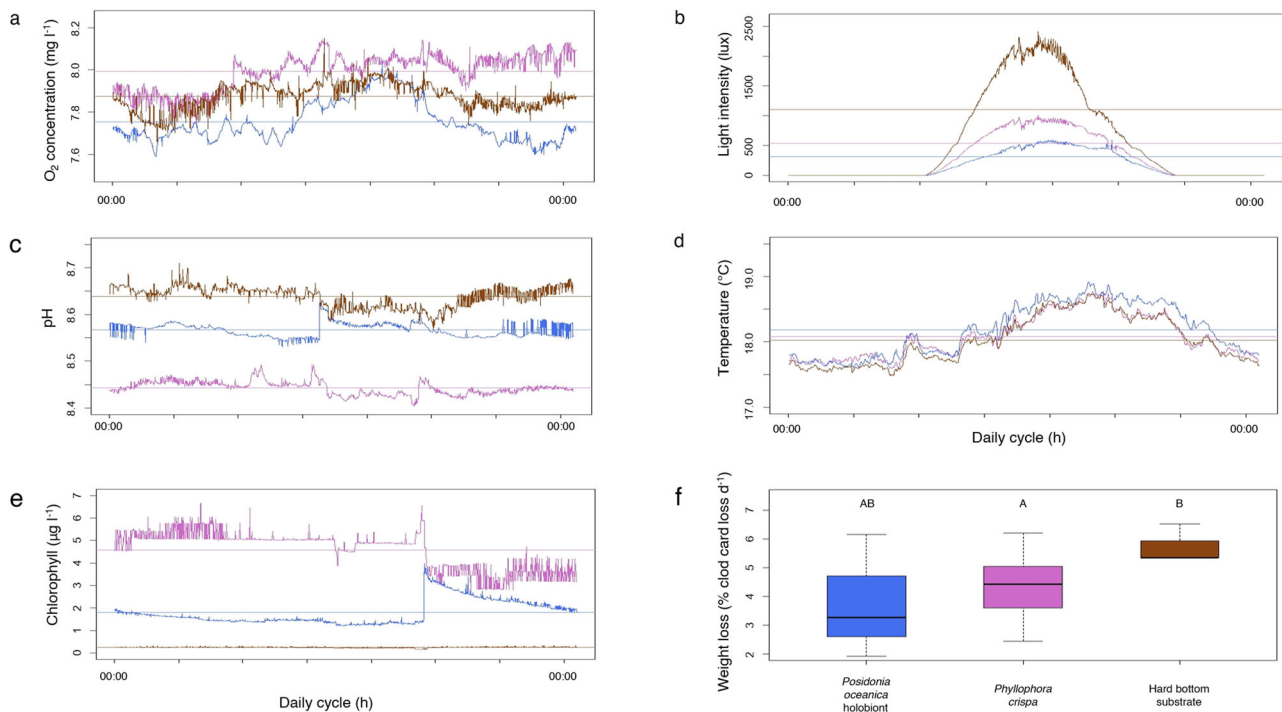 a
O₂ concentration (mg l⁻¹)
8.2
8.0
7.8
7.6
00:00
00:00
b
Light intensity (lux)
2500
1500
500
0
00:00
00:00
c
pH
8.7
8.6
8.5
8.4
00:00
00:00
d
Temperature (°C)
19.0
18.0
17.0
00:00
00:00
Daily cycle (h)
e
Chlorophyll (µg l⁻¹)
7
6
5
4
3
2
1
0
00:00
00:00
Daily cycle (h)
f
Weight loss (% clod card loss d⁻¹)
7
6
5
4
3
2
AB
A
B
Posidonia
oceanica
holobiont
Phyllophora
crispa
Hard bottom
substrate